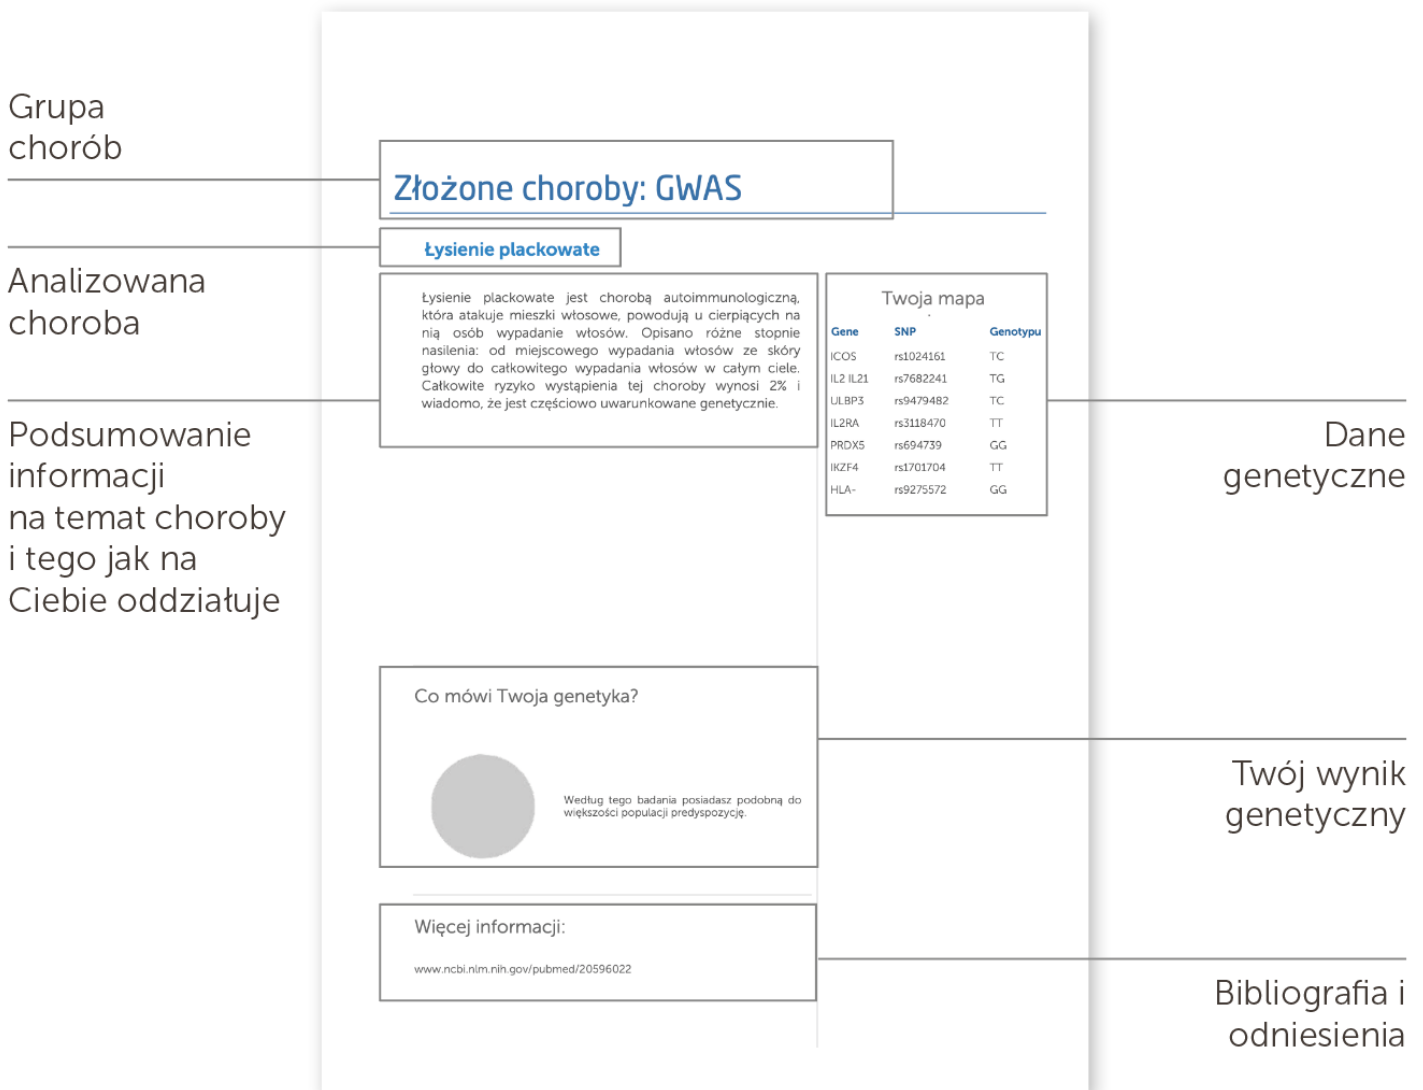 Grupa
chorób
Analizowana
choroba
Podsumowanie
informacji
na temat choroby
i tego jak na
Ciebie oddziałuje
Złożone choroby: GWAS
Łysienie plackowate
Łysienie plackowate jest chorobą autoimmunologiczną,
która atakuje mieszki włosowe, powodują u cierpiących na
nią osób wypadanie włosów. Opisano różne stopnie
nasilenia: od miejscowego wypadania włosów ze skóry
głowy do całkowitego wypadania włosów w całym ciele.
Całkowite ryzyko wystąpienia tej choroby wynosi 2% i
wiadomo, że jest częściowo uwarunkowane genetycznie.
Twoja mapa
Gene SNP Genotypu
ICOS rs1024161 TC
IL2 IL21 rs7682241 TG
ULBP3 rs9479482 TC
IL2RA rs3118470 TT
PRDX5 rs694739 GG
IKZF4 rs1701704 TT
HLA- rs9275572 GG
Co mówi Twoja genetyka?
Według tego badania posiadasz podobną do
większości populacji predyspozycję.
Więcej informacji:
www.ncbi.nlm.nih.gov/pubmed/20596022
Dane
genetyczne
Twój wynik
genetyczny
Bibliografia i
odniesienia